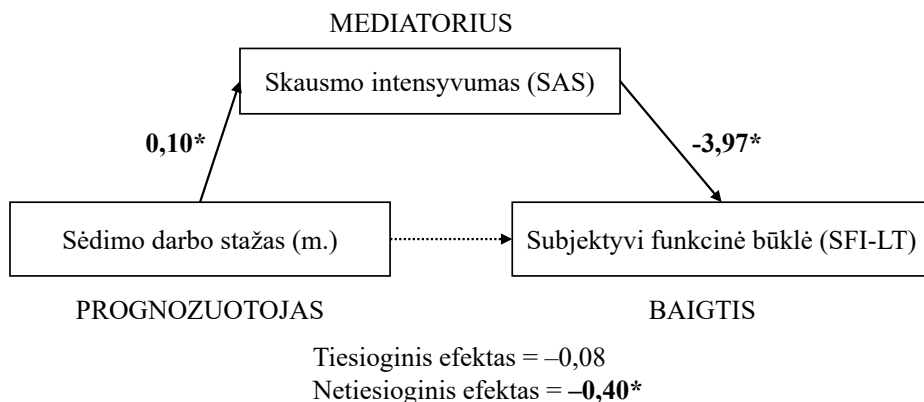 MEDIATORIUS
Skausmo intensyvumas (SAS)
0,10*
-3,97*
Sėdimo darbo stažas (m.)
Subjektyvi funkcinė būklė (SFI-LT)
PROGNOZUOTOJAS
BAIGTIS
Tiesioginis efektas = –0,08
Netiesioginis efektas = –0,40*